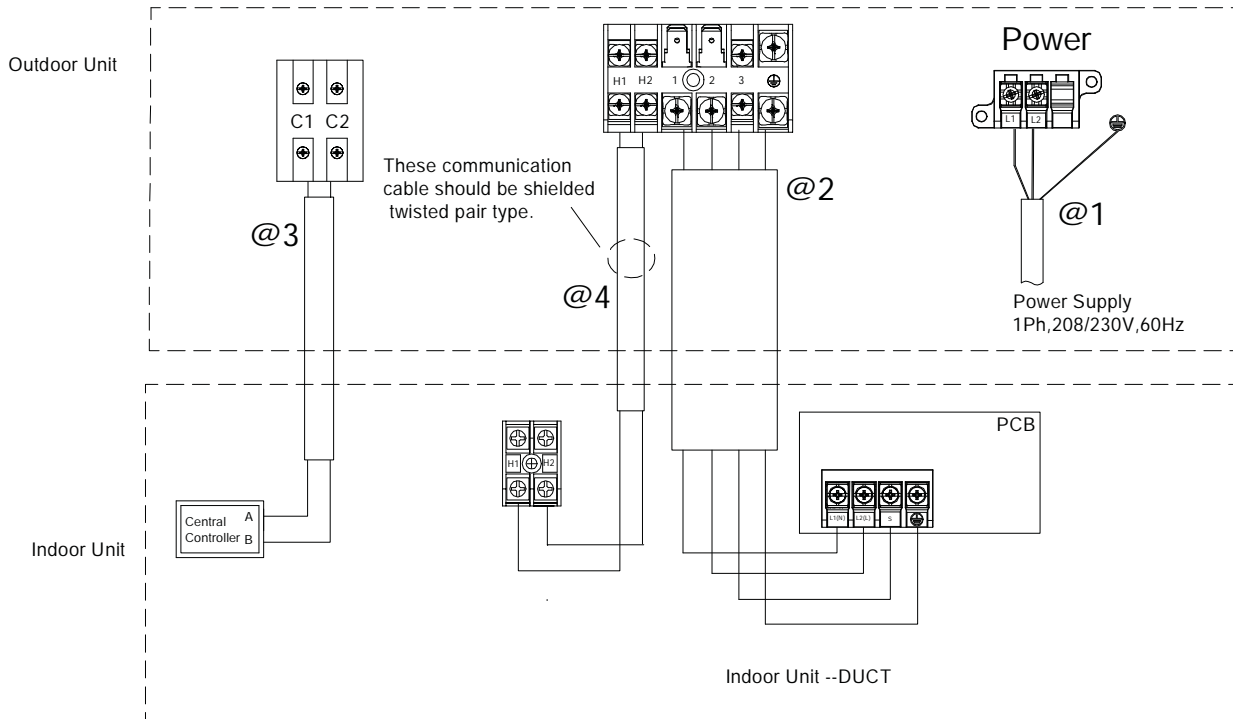 Outdoor Unit
C1 C2
@3
These communication
cable should be shielded
twisted pair type.
@4
H1 H2 1 2 3
@2
Power
L1 L2
@1
Power Supply
1Ph,208/230V,60Hz
Indoor Unit
Central A
Controller B
H1 H2
PCB
L1(N) L2(L) S
Indoor Unit --DUCT